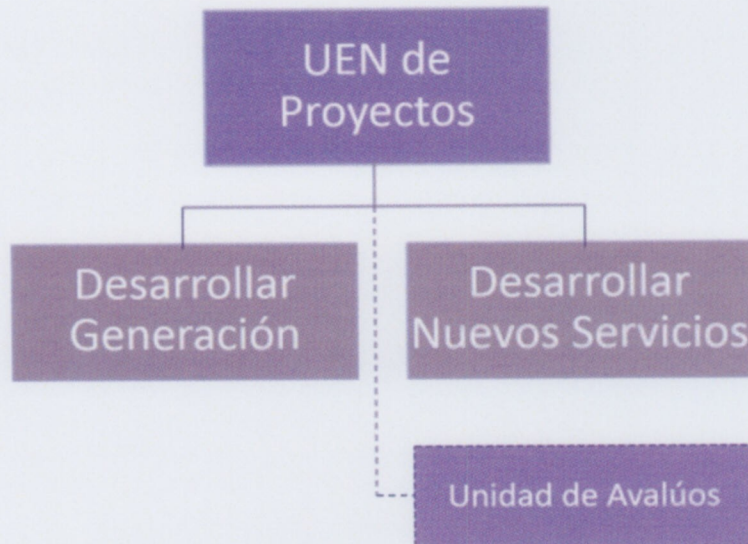 UEN de
Proyectos
Desarrollar
Generación
Desarrollar
Nuevos Servicios
Unidad de Avalúos